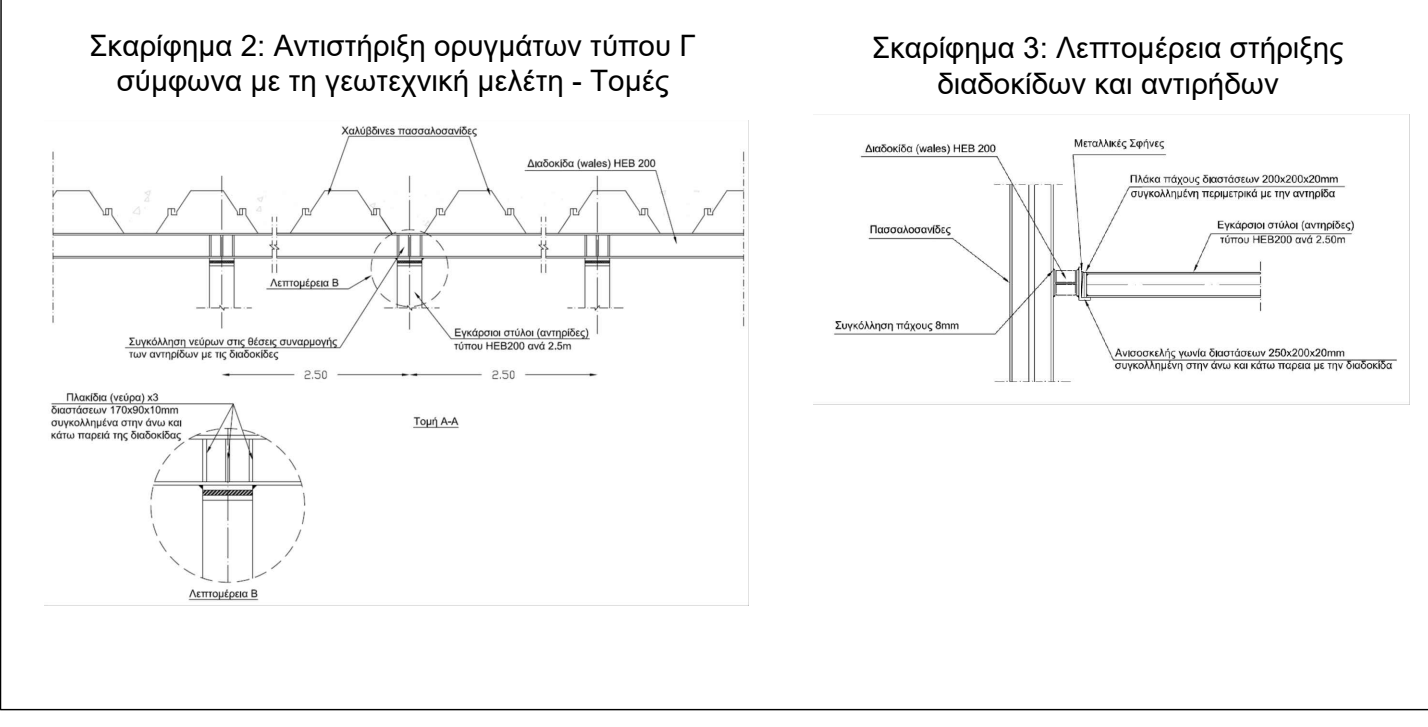 Σκαρίφημα 2: Αντιστήριξη ορυγμάτων τύπου Γ
σύμφωνα με τη γεωτεχνική μελέτη - Τομές
Χαλύβδινες πασσαλοσανίδες
Διαδοκίδα (wales) HEB 200
Λεπτομέρεια Β
Συγκόλληση νεύρων στις θέσεις συναρμογής
των αντηρίδων με τις διαδοκίδες
Εγκάρσιοι στύλοι (αντηρίδες)
τύπου HEB200 ανά 2.5m
2.50
2.50
Πλακίδια (νεύρα) x3
διαστάσεων 170x90x10mm
συγκολλημένα στην άνω και
κάτω παρειά της διαδοκίδας
Τομή Α-Α
Λεπτομέρεια Β
Σκαρίφημα 3: Λεπτομέρεια στήριξης
διαδοκίδων και αντιρήδων
Διαδοκίδα (wales) HEB 200
Μεταλλικές Σφήνες
Πλάκα πάχους διαστάσεων 200x200x20mm
συγκολλημένη περιμετρικά με την αντηρίδα
Πασσαλοσανίδες
Εγκάρσιοι στύλοι (αντηρίδες)
τύπου HEB200 ανά 2.50m
Συγκόλληση πάχους 8mm
Ανισοσκελής γωνία διαστάσεων 250x200x20mm
συγκολλημένη στην άνω και κάτω παρεια με την διαδοκίδα